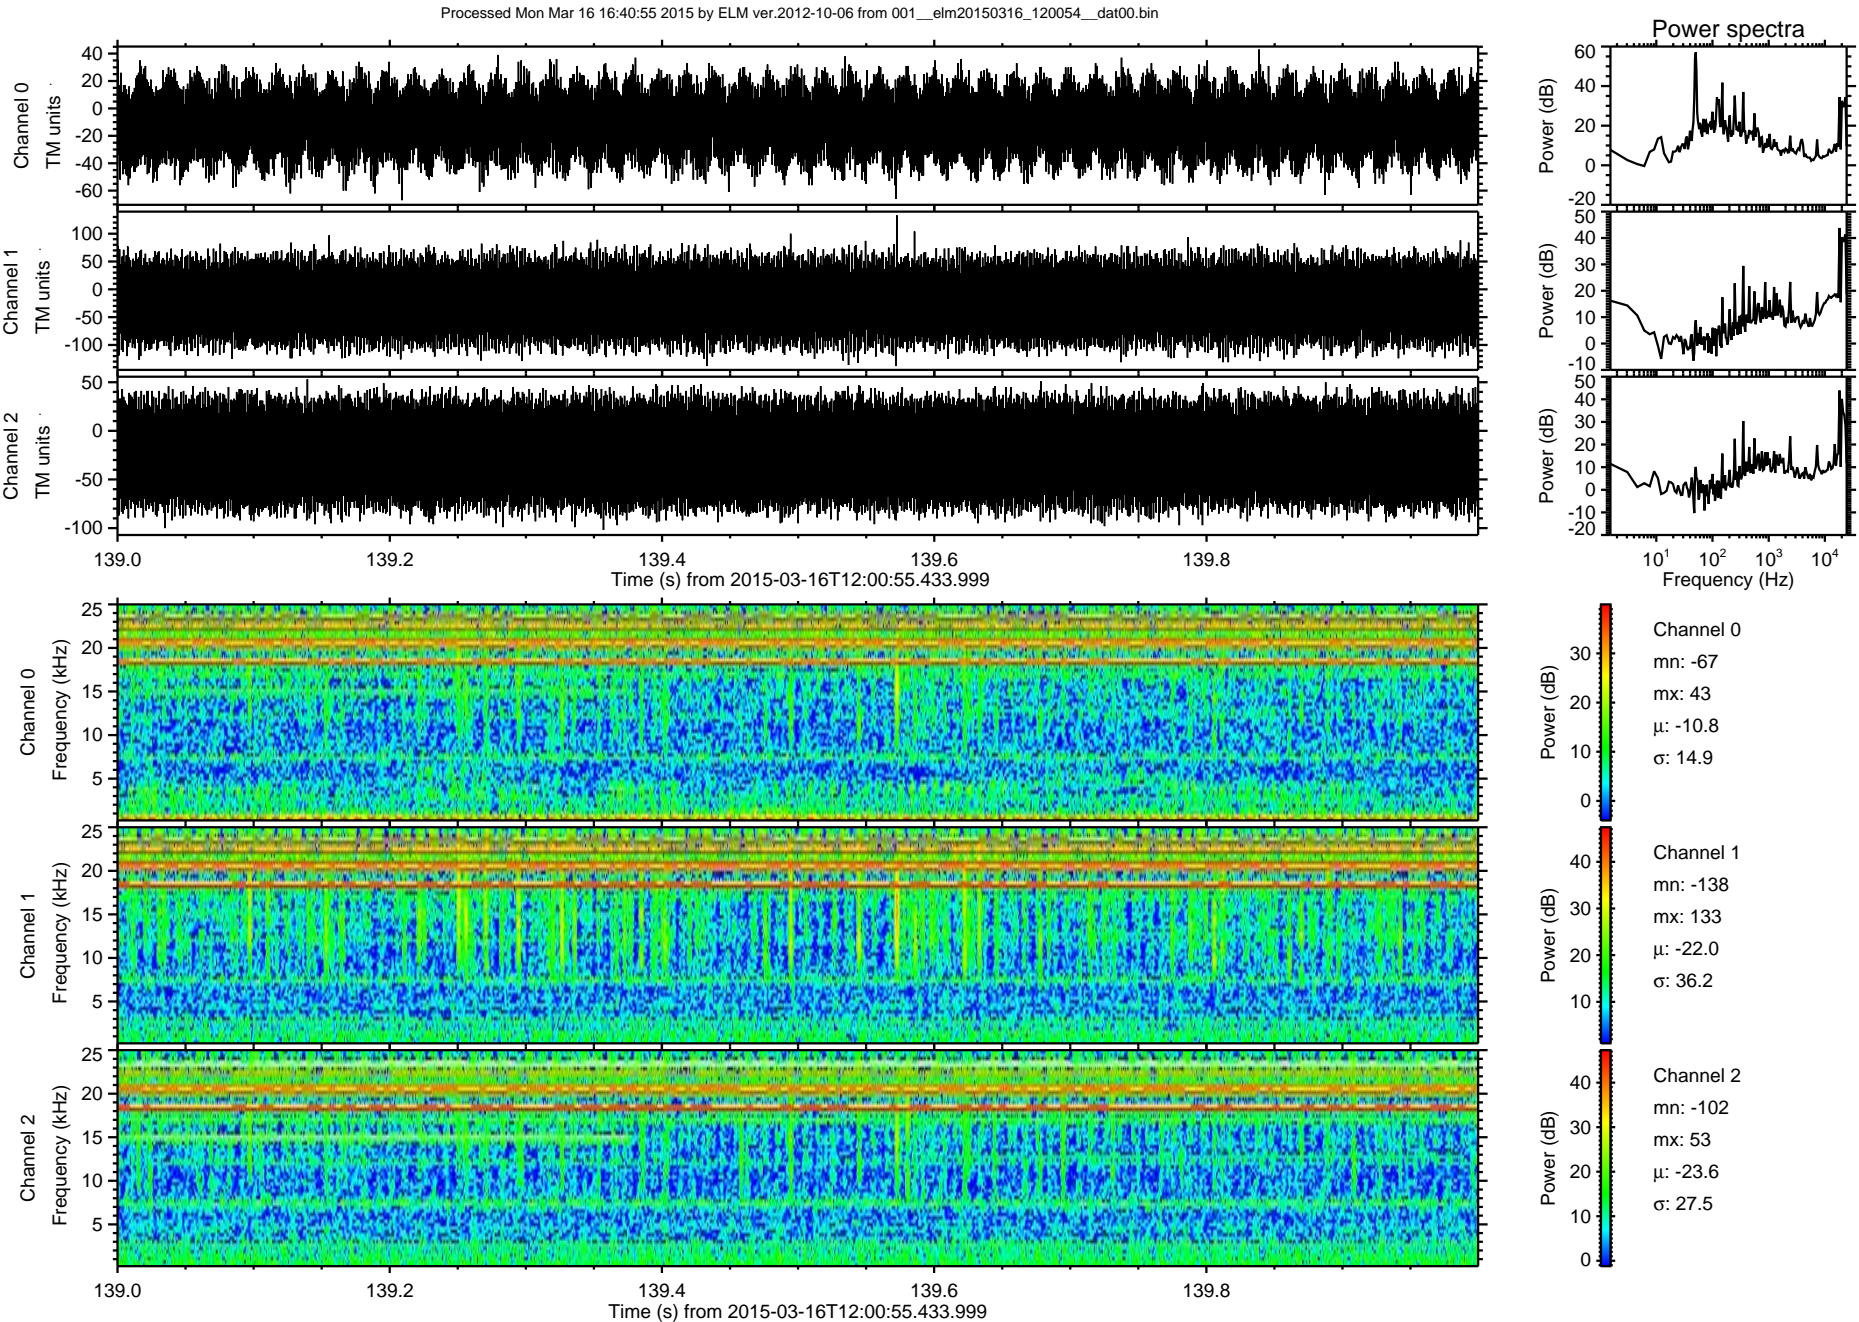 Processed Mon Mar 16 16:40:55 2015 by ELM ver.2012-10-06 from 001__elm20150316_120054__dat00.bin
Power spectra
Channel 0
TM units
40
20
0
-20
-40
-60
Power (dB)
60
40
20
0
-20
Channel 1
TM units
100
50
0
-50
-100
Power (dB)
50
40
30
20
10
0
-10
Channel 2
TM units
50
0
-50
-100
Power (dB)
50
40
30
20
10
0
-10
-20
139.0 139.2 139.4 139.6 139.8
Time (s) from 2015-03-16T12:00:55.433.999
10^1 10^2 10^3 10^4
Frequency (Hz)
Channel 0
Frequency (kHz)
25
20
15
10
5
Power (dB)
30
20
10
0
Channel 0
mn: -67
mx: 43
μ: -10.8
σ: 14.9
Channel 1
Frequency (kHz)
25
20
15
10
5
Power (dB)
40
30
20
10
Channel 1
mn: -138
mx: 133
μ: -22.0
σ: 36.2
Channel 2
Frequency (kHz)
25
20
15
10
5
Power (dB)
40
30
20
10
0
Channel 2
mn: -102
mx: 53
μ: -23.6
σ: 27.5
139.0 139.2 139.4 139.6 139.8
Time (s) from 2015-03-16T12:00:55.433.999